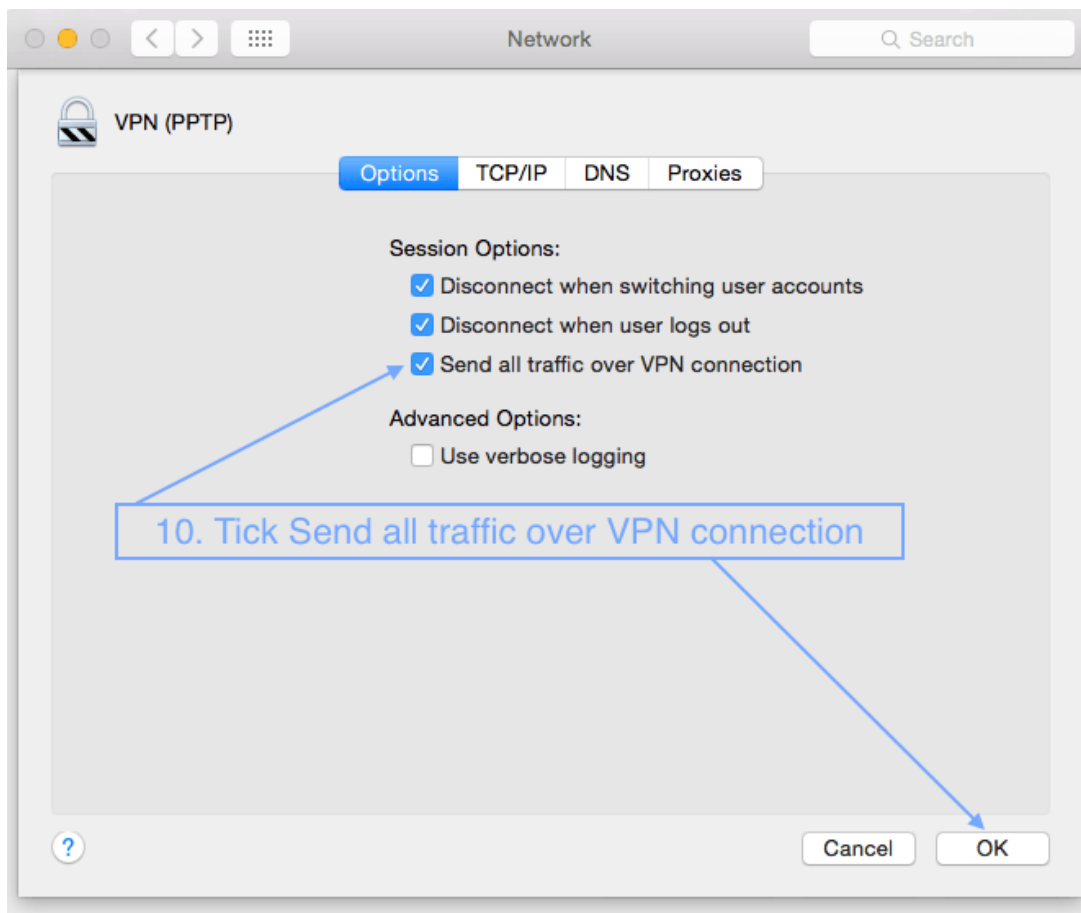 Network
Search
VPN (PPTP)
Options TCP/IP DNS Proxies
Session Options:
Disconnect when switching user accounts
Disconnect when user logs out
Send all traffic over VPN connection
Advanced Options:
Use verbose logging
10. Tick Send all traffic over VPN connection
? Cancel OK